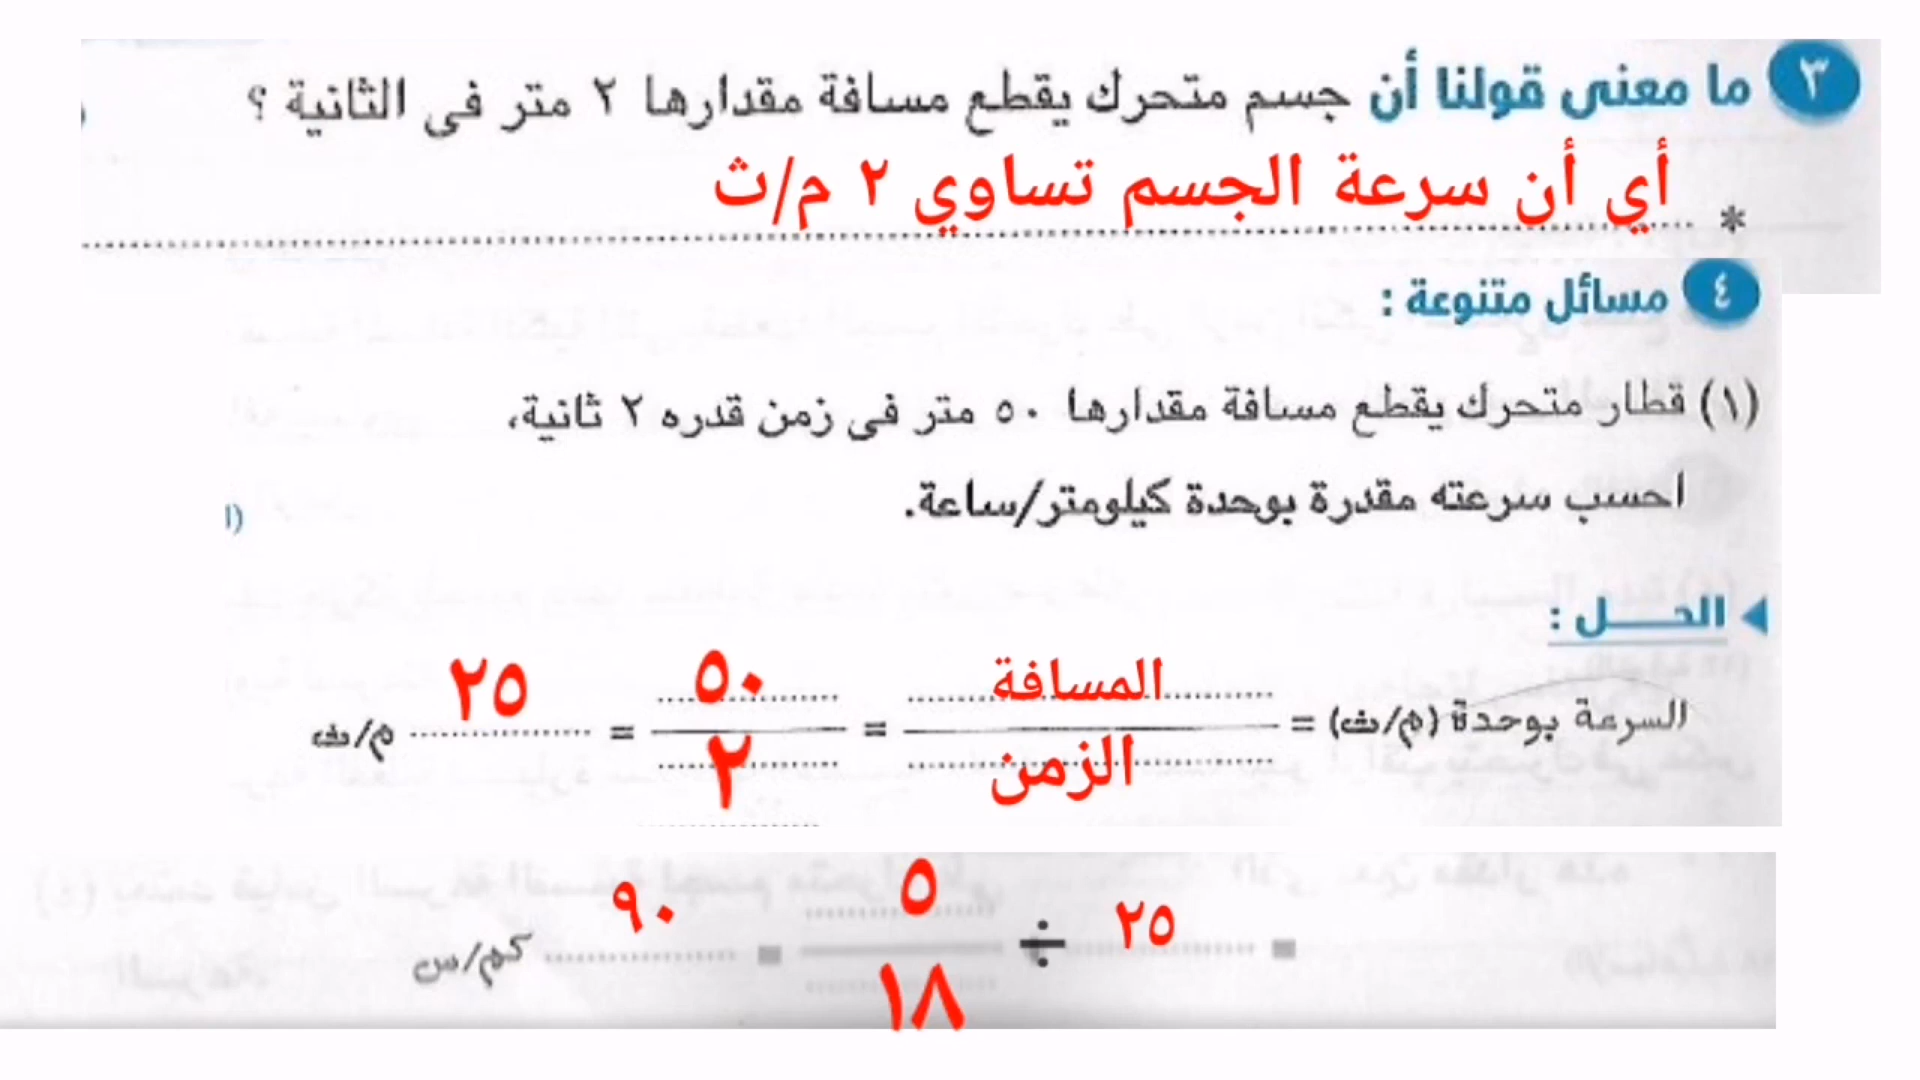 ٣ ما معنى قولنا أن جسم متحرك يقطع مسافة مقدارها ٢ متر فى الثانية ؟
* أي أن سرعة الجسم تساوي ٢ م/ث
٤ مسائل متنوعة :
(١) قطار متحرك يقطع مسافة مقدارها ٥٠ متر فى زمن قدره ٢ ثانية،
احسب سرعته مقدرة بوحدة كيلومتر/ساعة.
الحــــل :
السرعة بوحدة (م/ث) = المسافة / الزمن = ٥٠ / ٢ = ٢٥ م/ث
= ٢٥ ÷ ٥ / ١٨ = ٩٠ كم/س